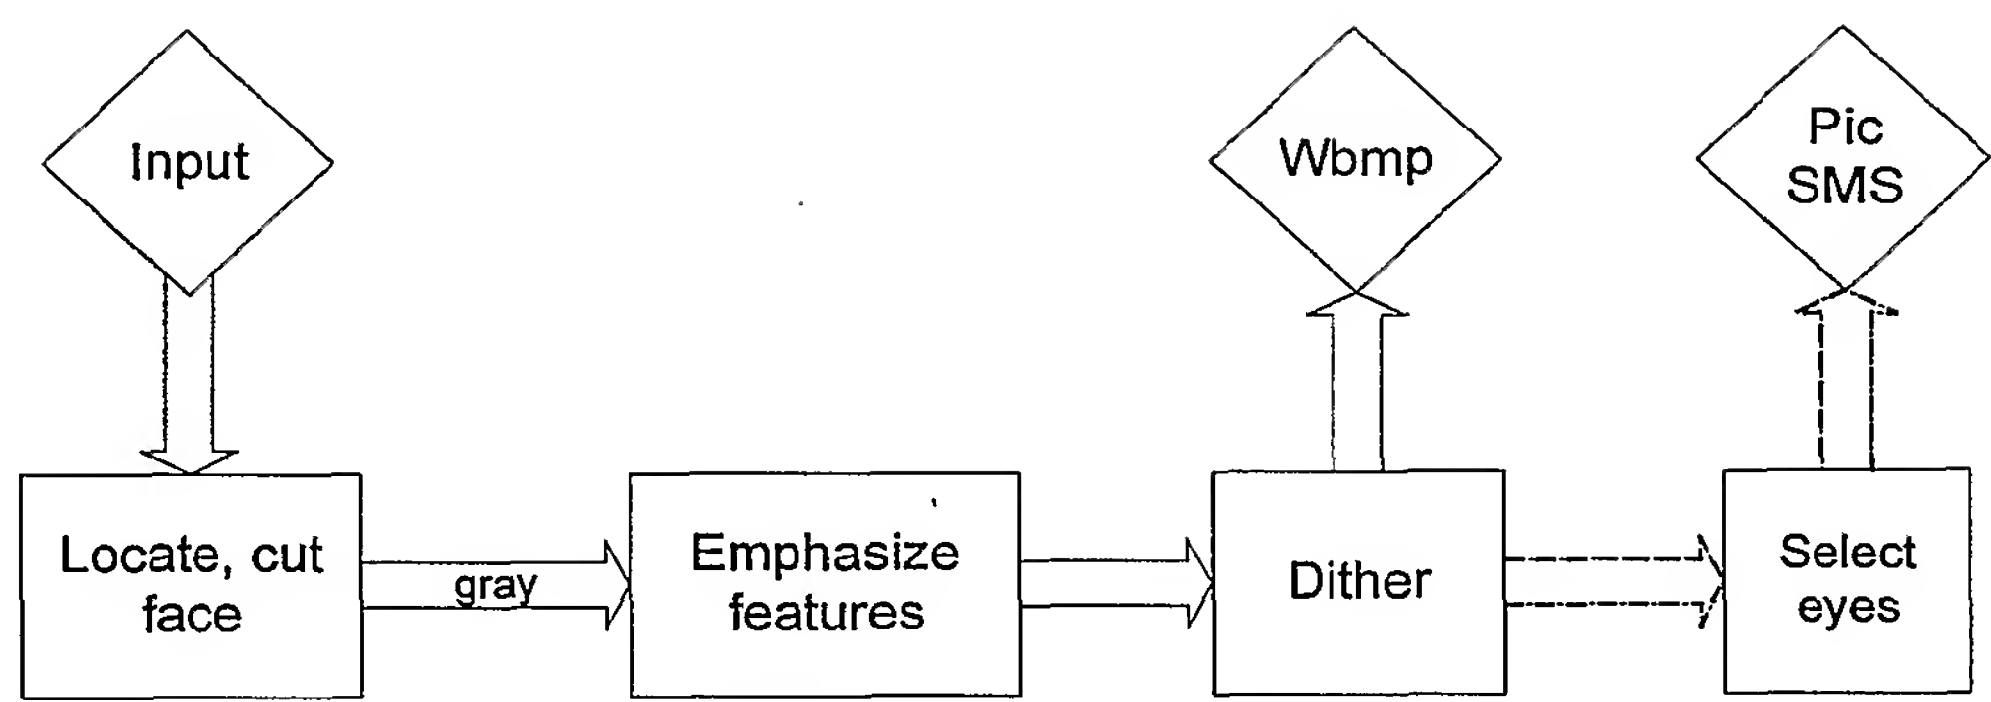 Input
Wbmp
Pic
SMS
Locate, cut
face
gray
Emphasize
features
Dither
Select
eyes